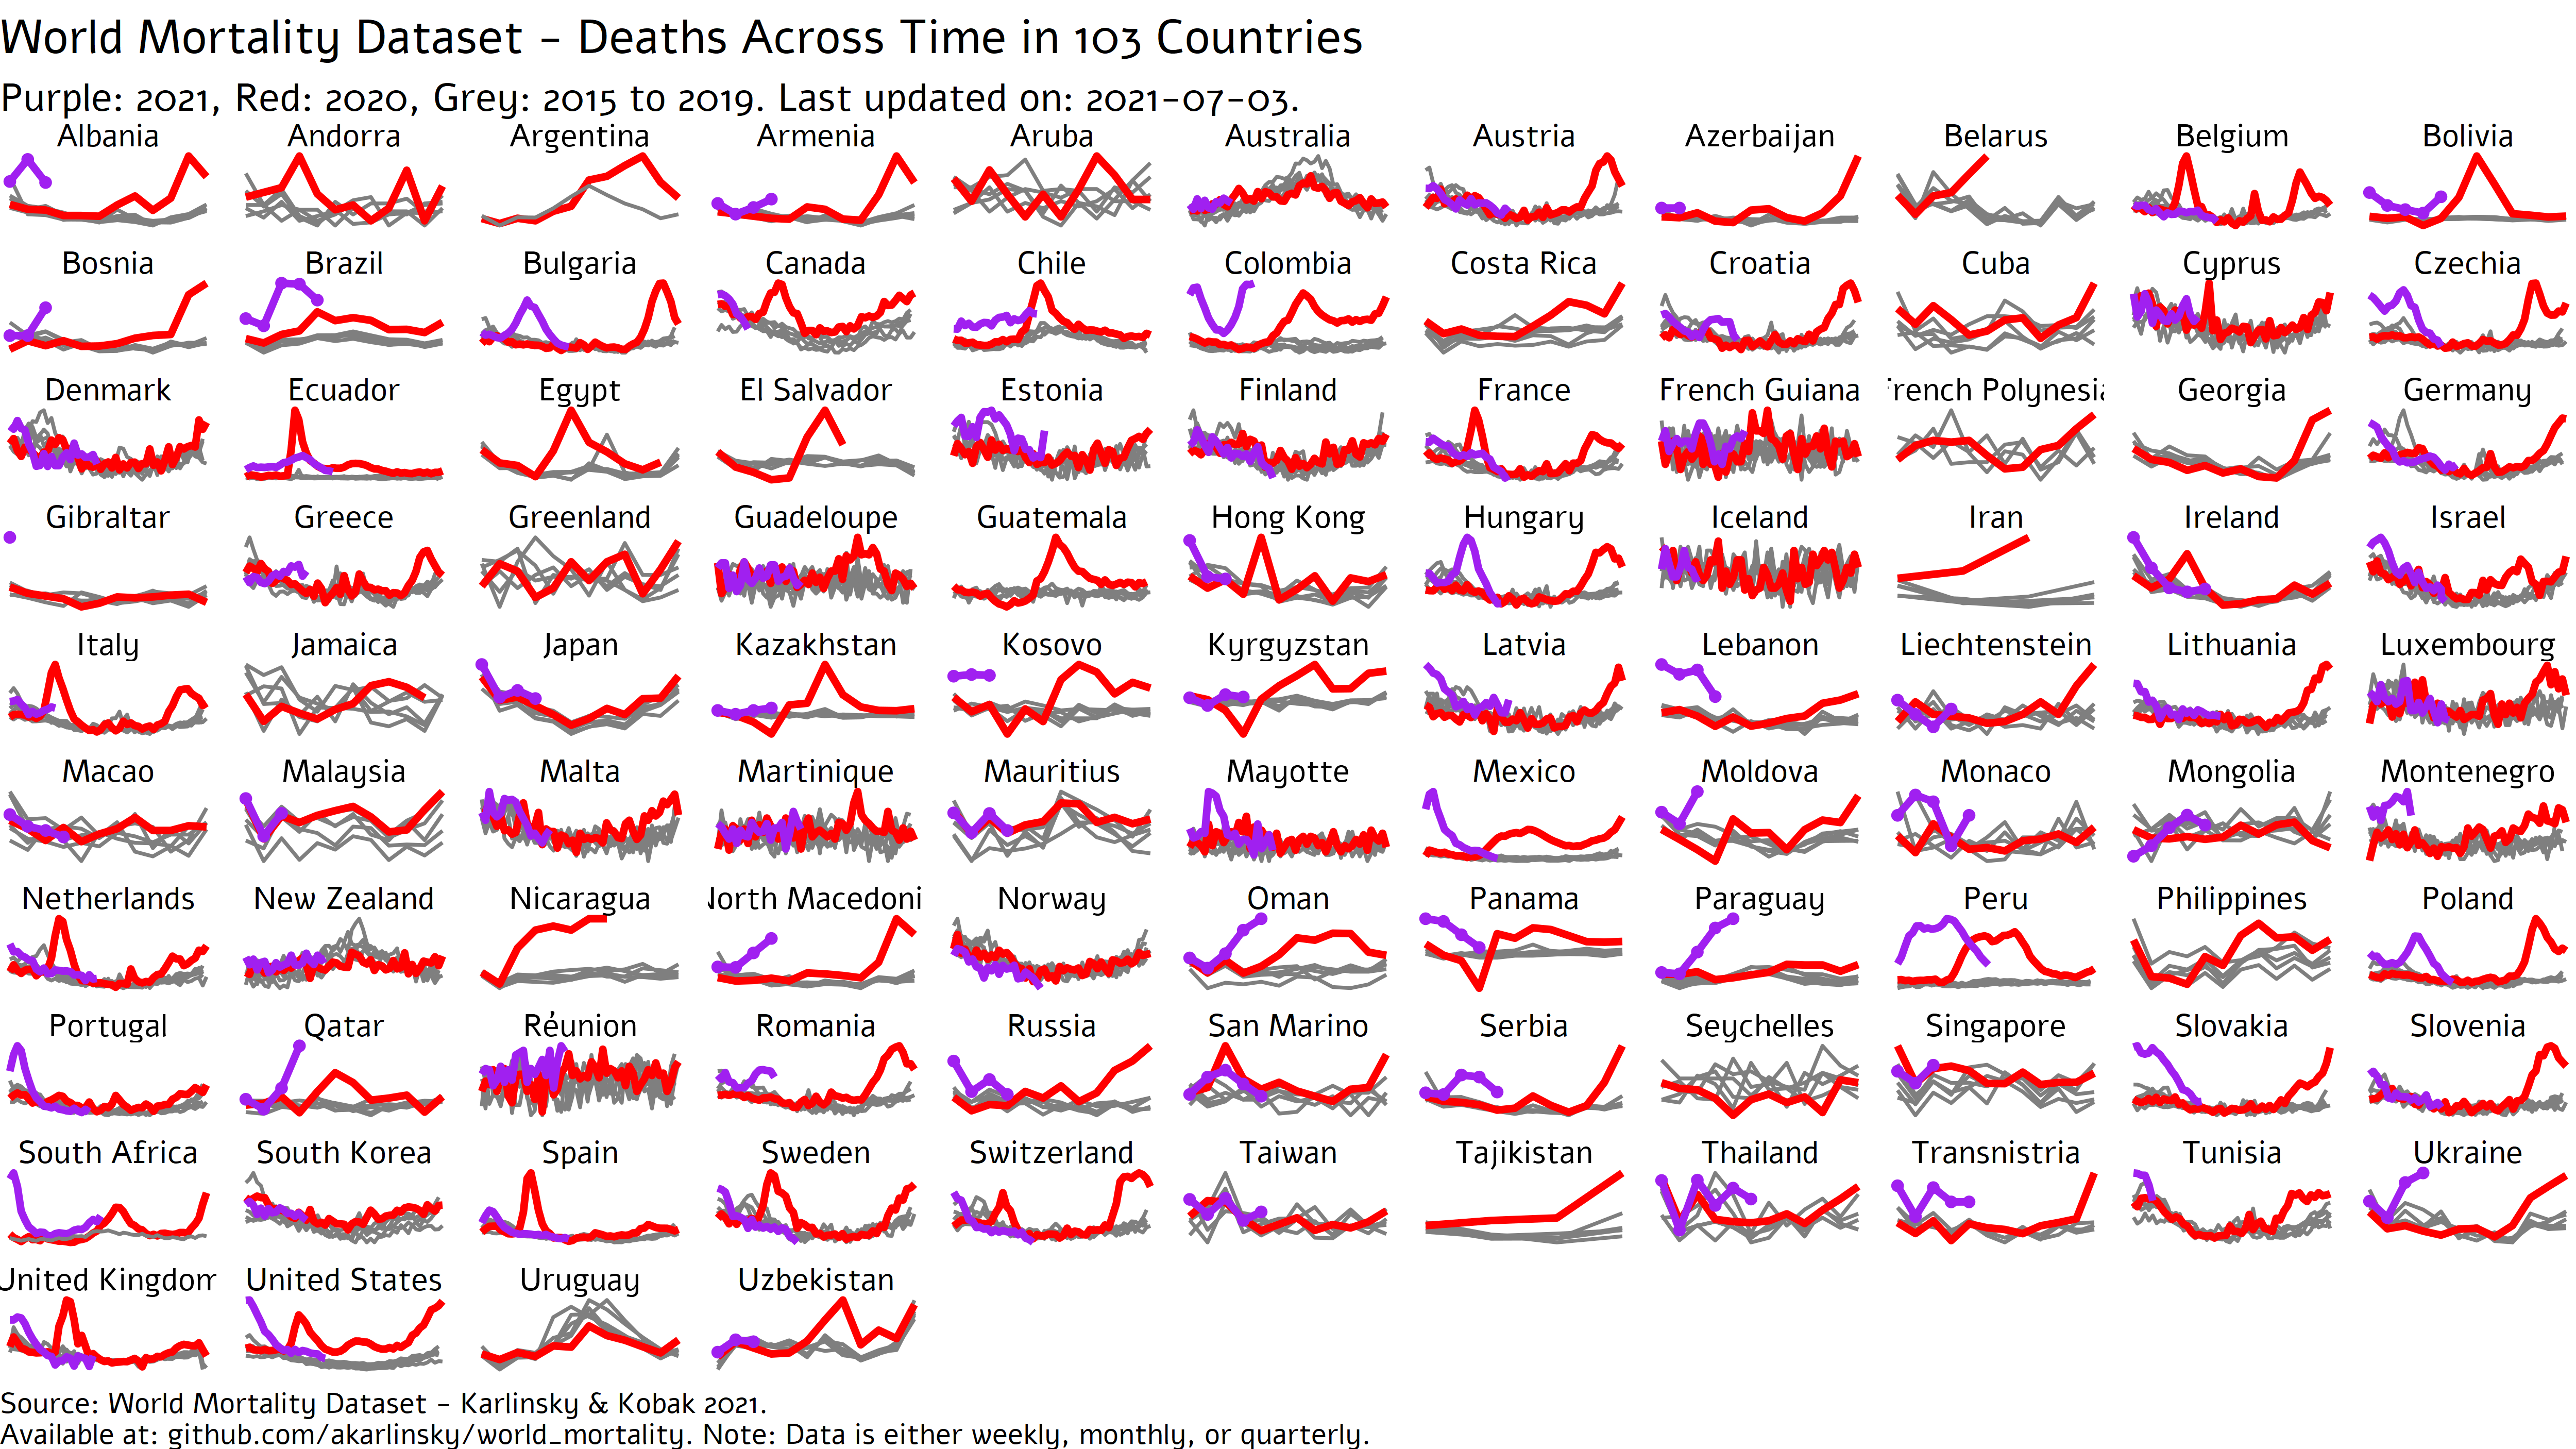 World Mortality Dataset - Deaths Across Time in 103 Countries
Purple: 2021, Red: 2020, Grey: 2015 to 2019. Last updated on: 2021-07-03.
Albania Andorra Argentina Armenia Aruba Australia Austria Azerbaijan Belarus Belgium Bolivia
Bosnia Brazil Bulgaria Canada Chile Colombia Costa Rica Croatia Cuba Cyprus Czechia
Denmark Ecuador Egypt El Salvador Estonia Finland France French Guiana French Polynesia Georgia Germany
Gibraltar Greece Greenland Guadeloupe Guatemala Hong Kong Hungary Iceland Iran Ireland Israel
Italy Jamaica Japan Kazakhstan Kosovo Kyrgyzstan Latvia Lebanon Liechtenstein Lithuania Luxembourg
Macao Malaysia Malta Martinique Mauritius Mayotte Mexico Moldova Monaco Mongolia Montenegro
Netherlands New Zealand Nicaragua North Macedoni Norway Oman Panama Paraguay Peru Philippines Poland
Portugal Qatar Réunion Romania Russia San Marino Serbia Seychelles Singapore Slovakia Slovenia
South Africa South Korea Spain Sweden Switzerland Taiwan Tajikistan Thailand Transnistria Tunisia Ukraine
United Kingdom United States Uruguay Uzbekistan
Source: World Mortality Dataset - Karlinsky & Kobak 2021.
Available at: github.com/akarlinsky/world_mortality. Note: Data is either weekly, monthly, or quarterly.